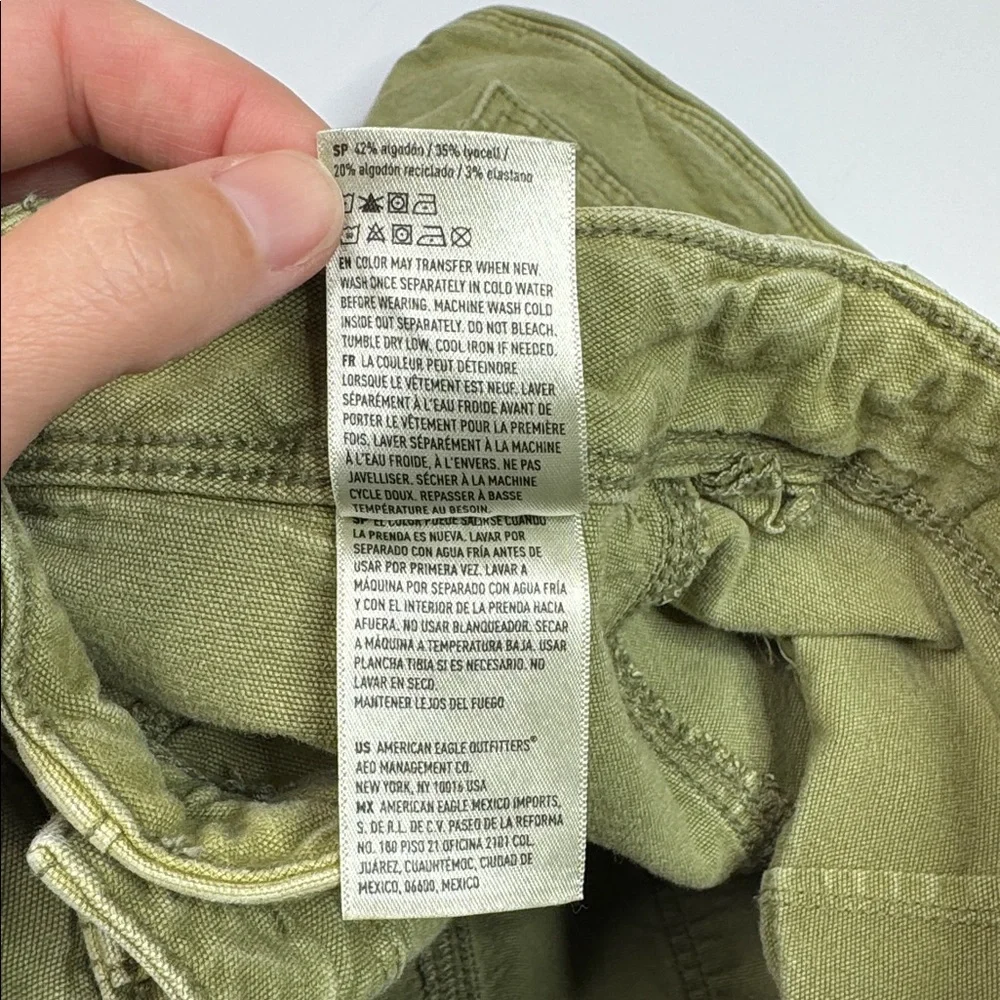 SP 42% algodón / 35% lyocell /
20% algodón reciclado / 3% elastano
EN COLOR MAY TRANSFER WHEN NEW.
WASH ONCE SEPARATELY IN COLD WATER
BEFORE WEARING. MACHINE WASH COLD
INSIDE OUT SEPARATELY. DO NOT BLEACH.
TUMBLE DRY LOW. COOL IRON IF NEEDED.
FR LA COULEUR PEUT DÉTEINDRE
LORSQUE LE VÊTEMENT EST NEUF. LAVER
SÉPARÉMENT À L'EAU FROIDE AVANT DE
PORTER LE VÊTEMENT POUR LA PREMIÈRE
FOIS. LAVER SÉPARÉMENT À LA MACHINE
À L'EAU FROIDE, À L'ENVERS. NE PAS
JAVELLISER. SÉCHER À LA MACHINE
CYCLE DOUX. REPASSER À BASSE
TEMPÉRATURE AU BESOIN.
SP EL COLOR PUEDE SALIRSE CUANDO
LA PRENDA ES NUEVA. LAVAR POR
SEPARADO CON AGUA FRÍA ANTES DE
USAR POR PRIMERA VEZ. LAVAR A
MÁQUINA POR SEPARADO CON AGUA FRÍA
Y CON EL INTERIOR DE LA PRENDA HACIA
AFUERA. NO USAR BLANQUEADOR. SECAR
A MÁQUINA A TEMPERATURA BAJA. USAR
PLANCHA TIBIA SI ES NECESARIO. NO
LAVAR EN SECO.
MANTENER LEJOS DEL FUEGO
US AMERICAN EAGLE OUTFITTERS®
AEO MANAGEMENT CO.
NEW YORK, NY 10016 USA
MX AMERICAN EAGLE MEXICO IMPORTS,
S. DE R.L. DE C.V. PASEO DE LA REFORMA
NO. 180 PISO 21 OFICINA 2101 COL.
JUÁREZ, CUAUHTÉMOC, CIUDAD DE
MEXICO, 06600, MEXICO